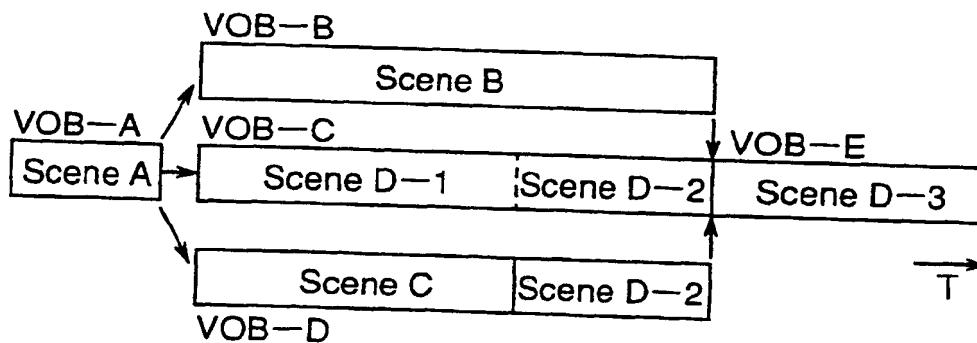 VOB—B
Scene B
VOB—A
VOB—C
VOB—E
Scene A
Scene D—1
Scene D—2
Scene D—3
Scene C
Scene D—2
T
VOB—D